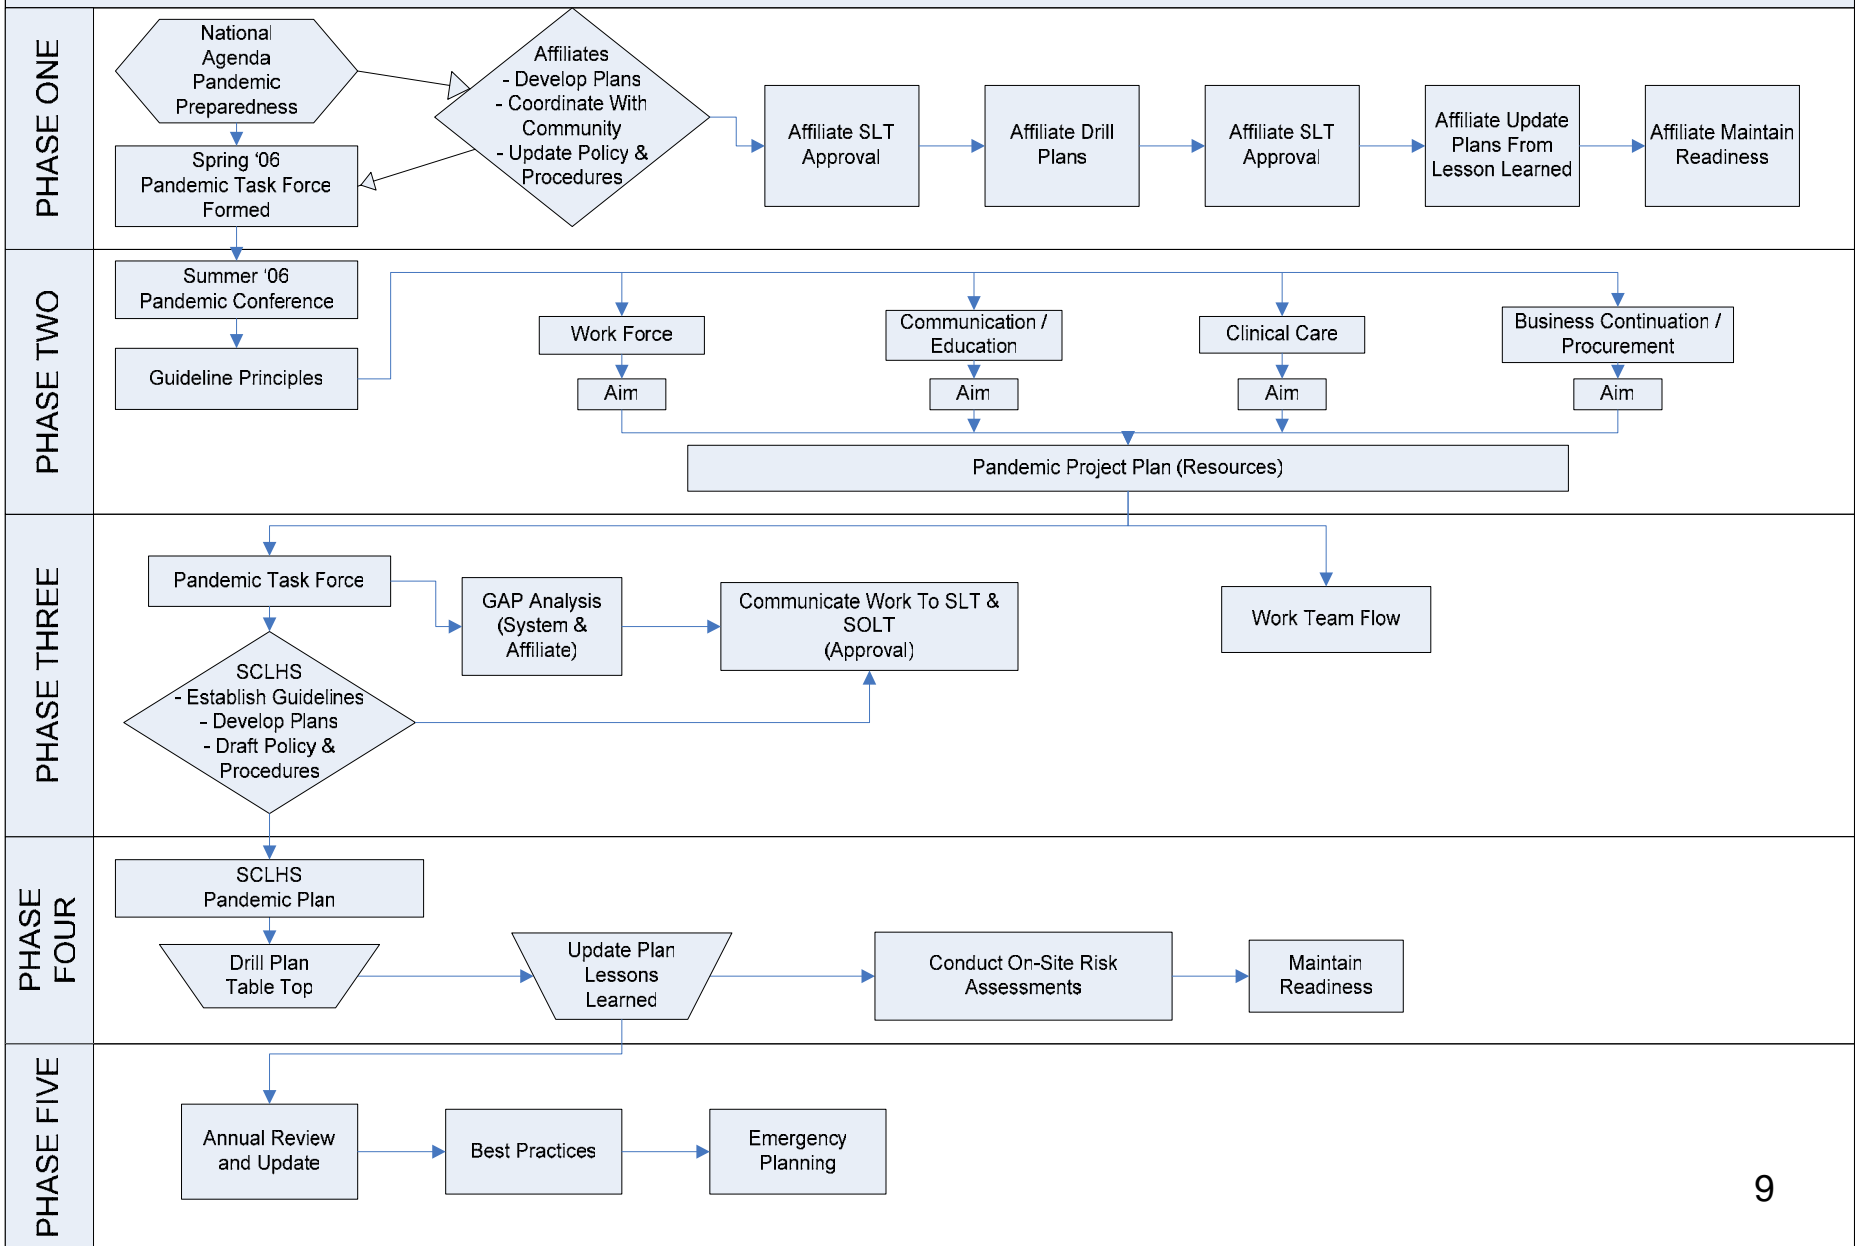 PHASE ONE
National
Agenda
Pandemic
Preparedness
Spring ‘06
Pandemic Task Force
Formed
Affiliates
- Develop Plans
- Coordinate With
Community
- Update Policy &
Procedures
Affiliate SLT
Approval
Affiliate Drill
Plans
Affiliate SLT
Approval
Affiliate Update
Plans From
Lesson Learned
Affiliate Maintain
Readiness
PHASE TWO
Summer ‘06
Pandemic Conference
Guideline Principles
Work Force
Aim
Communication /
Education
Aim
Clinical Care
Aim
Business Continuation /
Procurement
Aim
Pandemic Project Plan (Resources)
PHASE THREE
Pandemic Task Force
SCLHS
- Establish Guidelines
- Develop Plans
- Draft Policy &
Procedures
GAP Analysis
(System &
Affiliate)
Communicate Work To SLT &
SOLT
(Approval)
Work Team Flow
PHASE
FOUR
SCLHS
Pandemic Plan
Drill Plan
Table Top
Update Plan
Lessons
Learned
Conduct On-Site Risk
Assessments
Maintain
Readiness
PHASE FIVE
Annual Review
and Update
Best Practices
Emergency
Planning
9